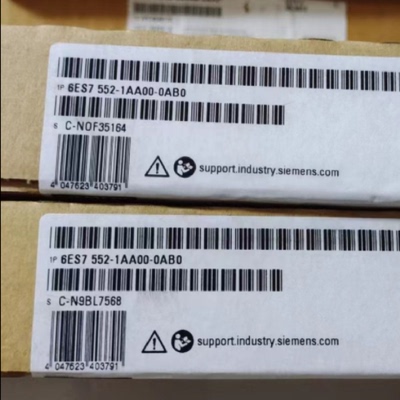 1P 6ES7 552-1AA00-0AB0
S C-NOF35164
support.industry.siemens.com
4 047623 403791
1P 6ES7 552-1AA00-0AB0
S C-N9BL7568
support.industry.siemens.com
4 047623 403791